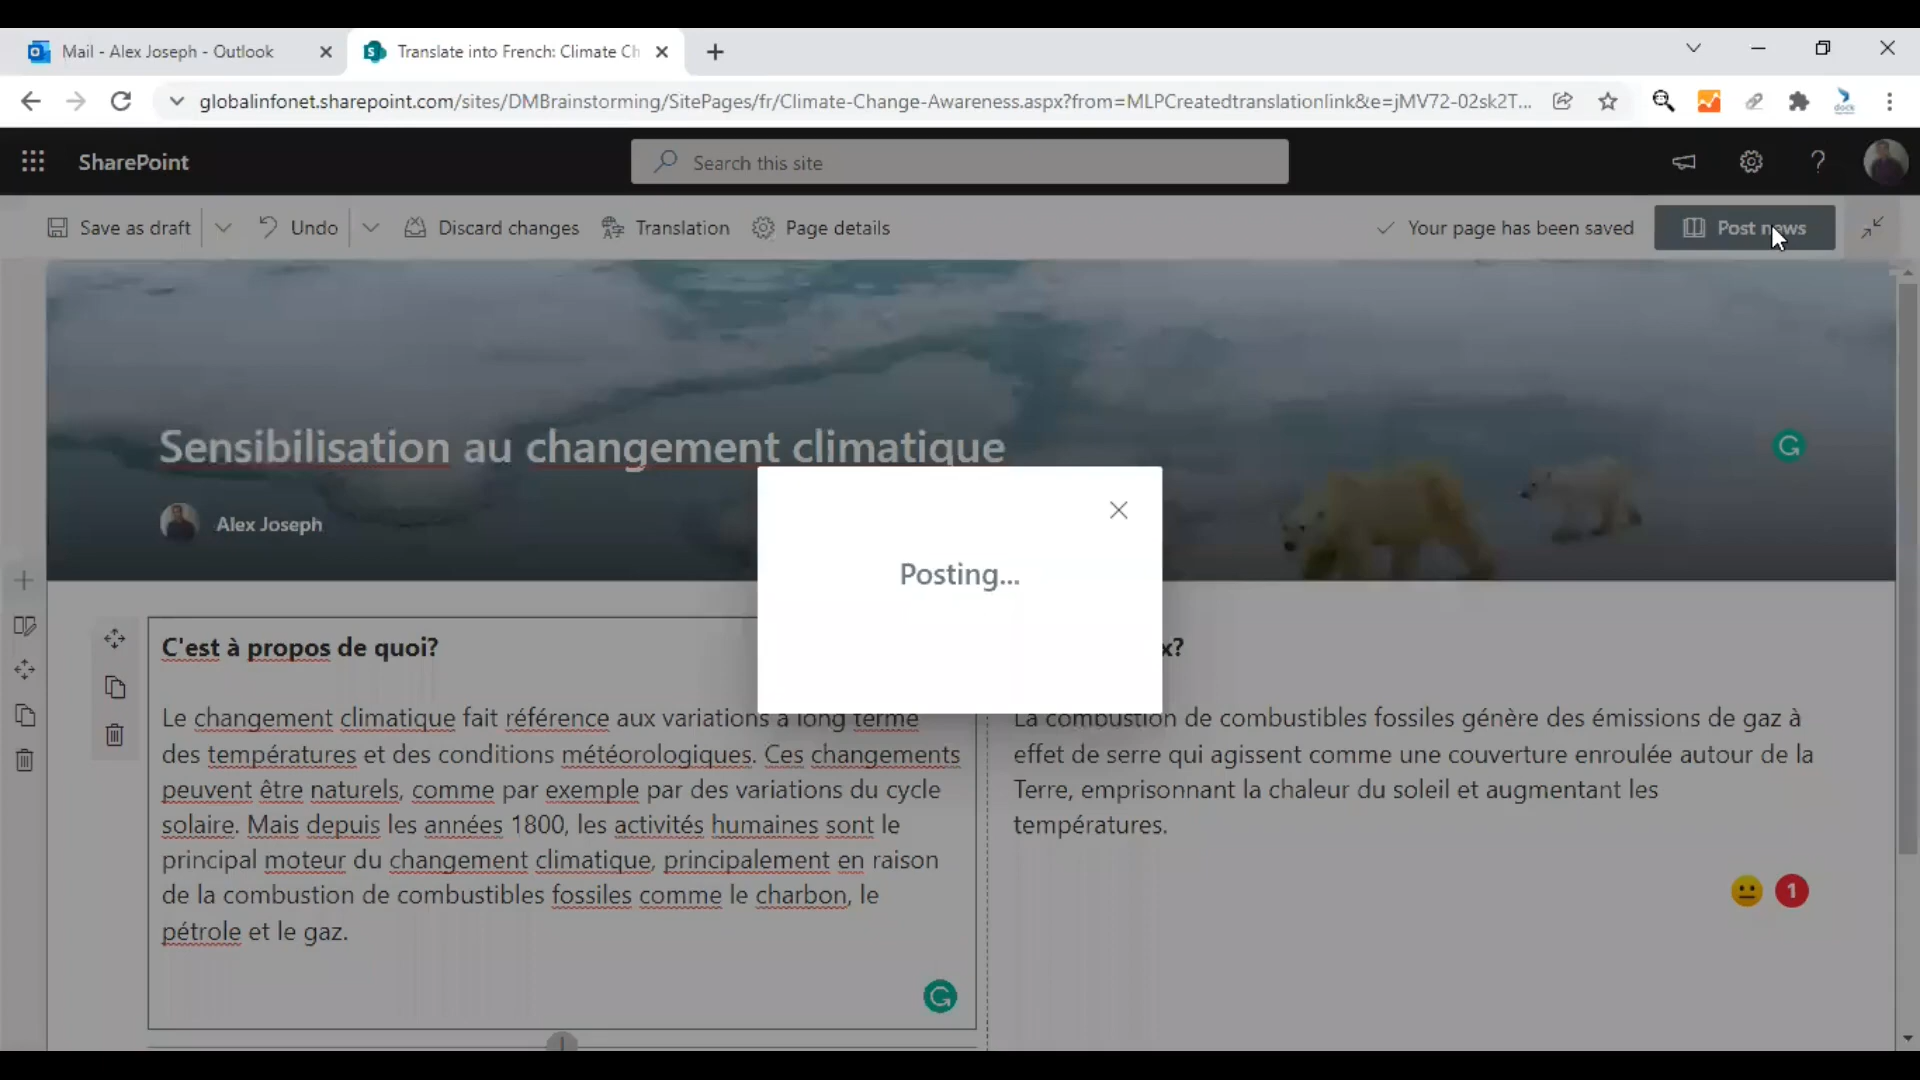 Mail - Alex Joseph - Outlook
Translate into French: Climate Ch
globalinfonet.sharepoint.com/sites/DMBrainstorming/SitePages/fr/Climate-Change-Awareness.aspx?from=MLPCreatedtranslationlink&e=jMV72-02sk2T...
dock
SharePoint
Search this site
Save as draft
Undo
Discard changes
Translation
Page details
Your page has been saved
Post news
Sensibilisation au changement climatique
Alex Joseph
Posting...
C'est à propos de quoi?
x?
Le changement climatique fait référence aux variations à long terme
des températures et des conditions météorologiques. Ces changements
peuvent être naturels, comme par exemple par des variations du cycle
solaire. Mais depuis les années 1800, les activités humaines sont le
principal moteur du changement climatique, principalement en raison
de la combustion de combustibles fossiles comme le charbon, le
pétrole et le gaz.
La combustion de combustibles fossiles génère des émissions de gaz à
effet de serre qui agissent comme une couverture enroulée autour de la
Terre, emprisonnant la chaleur du soleil et augmentant les
températures.
1